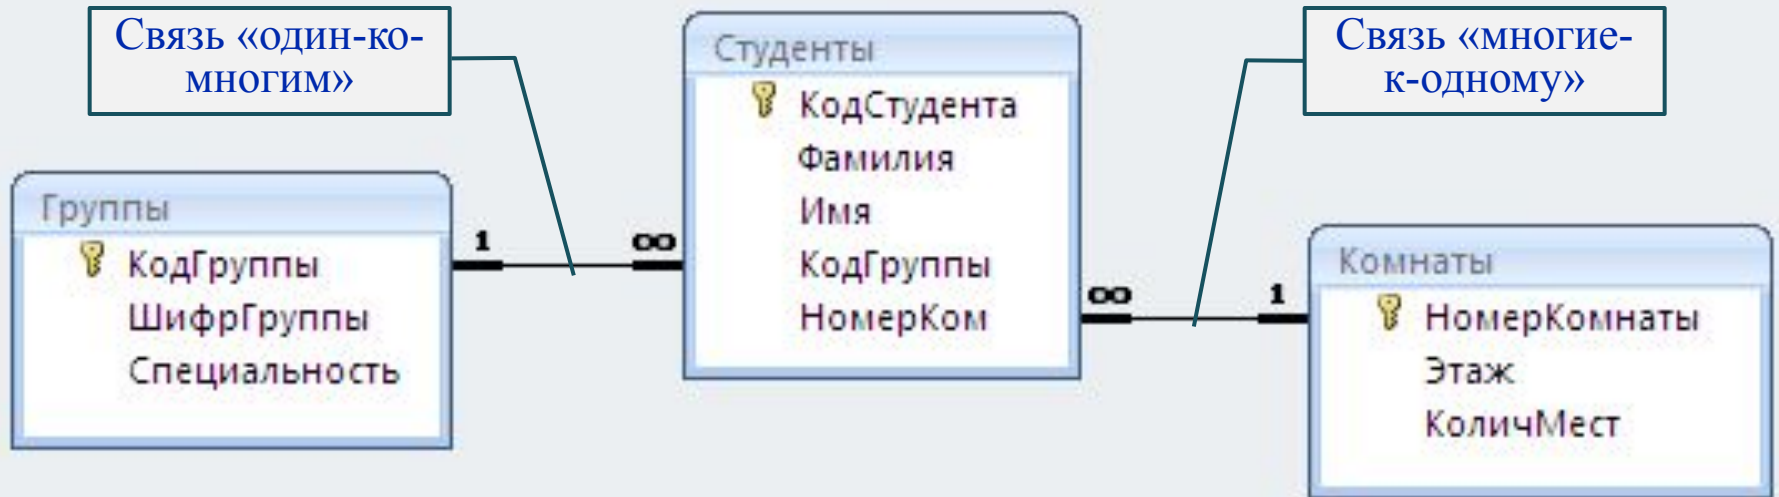 Связь «один-ко-
многим»
Студенты
КодСтудента
Фамилия
Имя
КодГруппы
НомерКом
Связь «многие-
к-одному»
Группы
КодГруппы
ШифрГруппы
Специальность
1
∞
∞
1
Комнаты
НомерКомнаты
Этаж
КоличМест